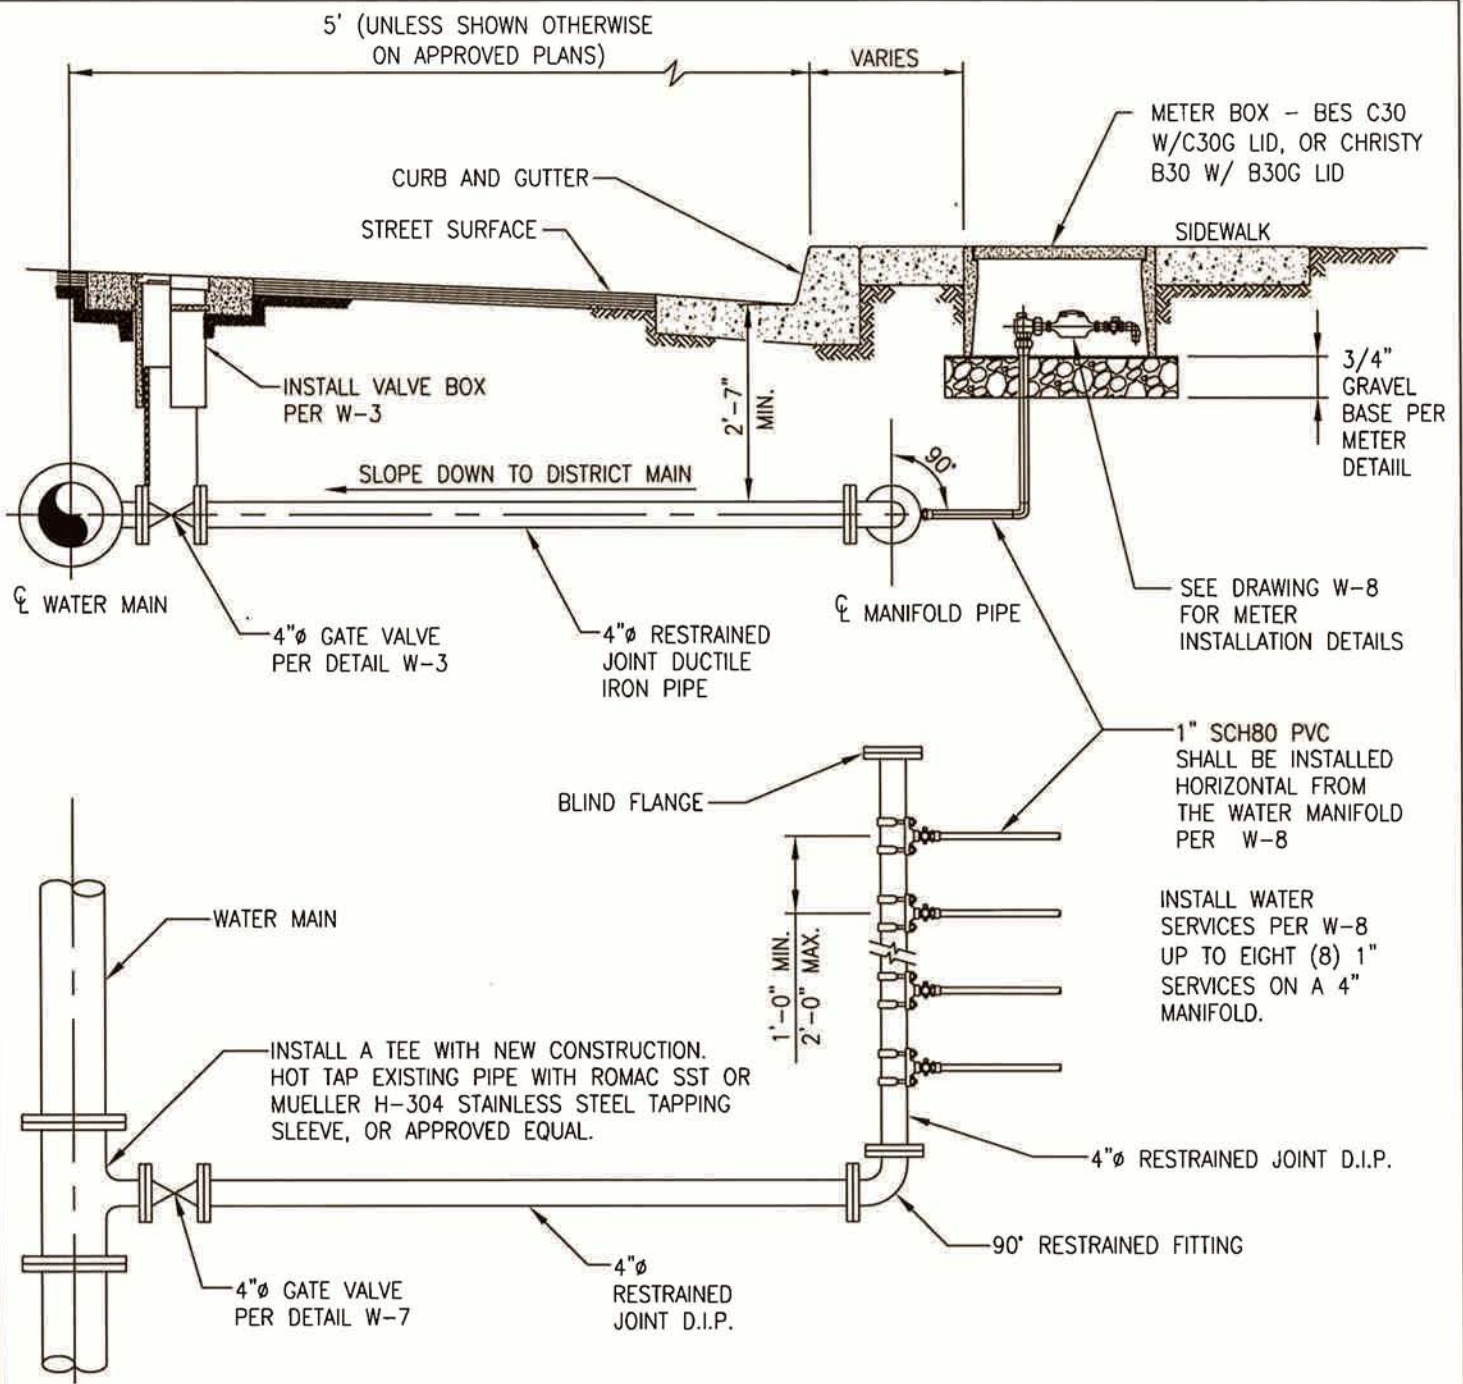 5' (UNLESS SHOWN OTHERWISE
ON APPROVED PLANS)
VARIES
METER BOX - BES C30
W/C30G LID, OR CHRISTY
B30 W/ B30G LID
CURB AND GUTTER
STREET SURFACE
SIDEWALK
INSTALL VALVE BOX
PER W-3
2'-7"
MIN.
3/4"
GRAVEL
BASE PER
METER
DETAIIL
SLOPE DOWN TO DISTRICT MAIN
90°
℄ WATER MAIN
℄ MANIFOLD PIPE
4"ø GATE VALVE
PER DETAIL W-3
4"ø RESTRAINED
JOINT DUCTILE
IRON PIPE
SEE DRAWING W-8
FOR METER
INSTALLATION DETAILS
1" SCH80 PVC
SHALL BE INSTALLED
HORIZONTAL FROM
THE WATER MANIFOLD
PER W-8
BLIND FLANGE
WATER MAIN
1'-0" MIN.
2'-0" MAX.
INSTALL WATER
SERVICES PER W-8
UP TO EIGHT (8) 1"
SERVICES ON A 4"
MANIFOLD.
INSTALL A TEE WITH NEW CONSTRUCTION.
HOT TAP EXISTING PIPE WITH ROMAC SST OR
MUELLER H-304 STAINLESS STEEL TAPPING
SLEEVE, OR APPROVED EQUAL.
4"ø RESTRAINED JOINT D.I.P.
90° RESTRAINED FITTING
4"ø GATE VALVE
PER DETAIL W-7
4"ø
RESTRAINED
JOINT D.I.P.